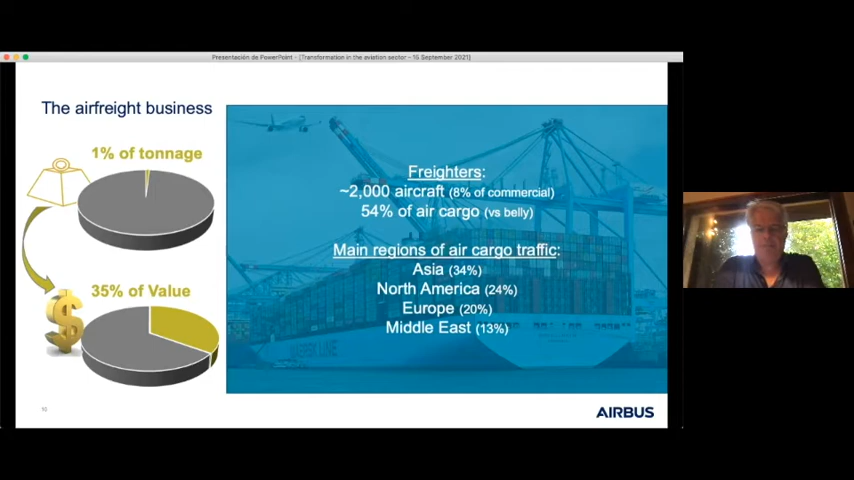 Presentación de PowerPoint - [Transformation in the aviation sector – 15 September 2021]
The airfreight business
1% of tonnage
35% of Value
Freighters:
~2,000 aircraft (8% of commercial)
54% of air cargo (vs belly)
Main regions of air cargo traffic:
Asia (34%)
North America (24%)
Europe (20%)
Middle East (13%)
AIRBUS